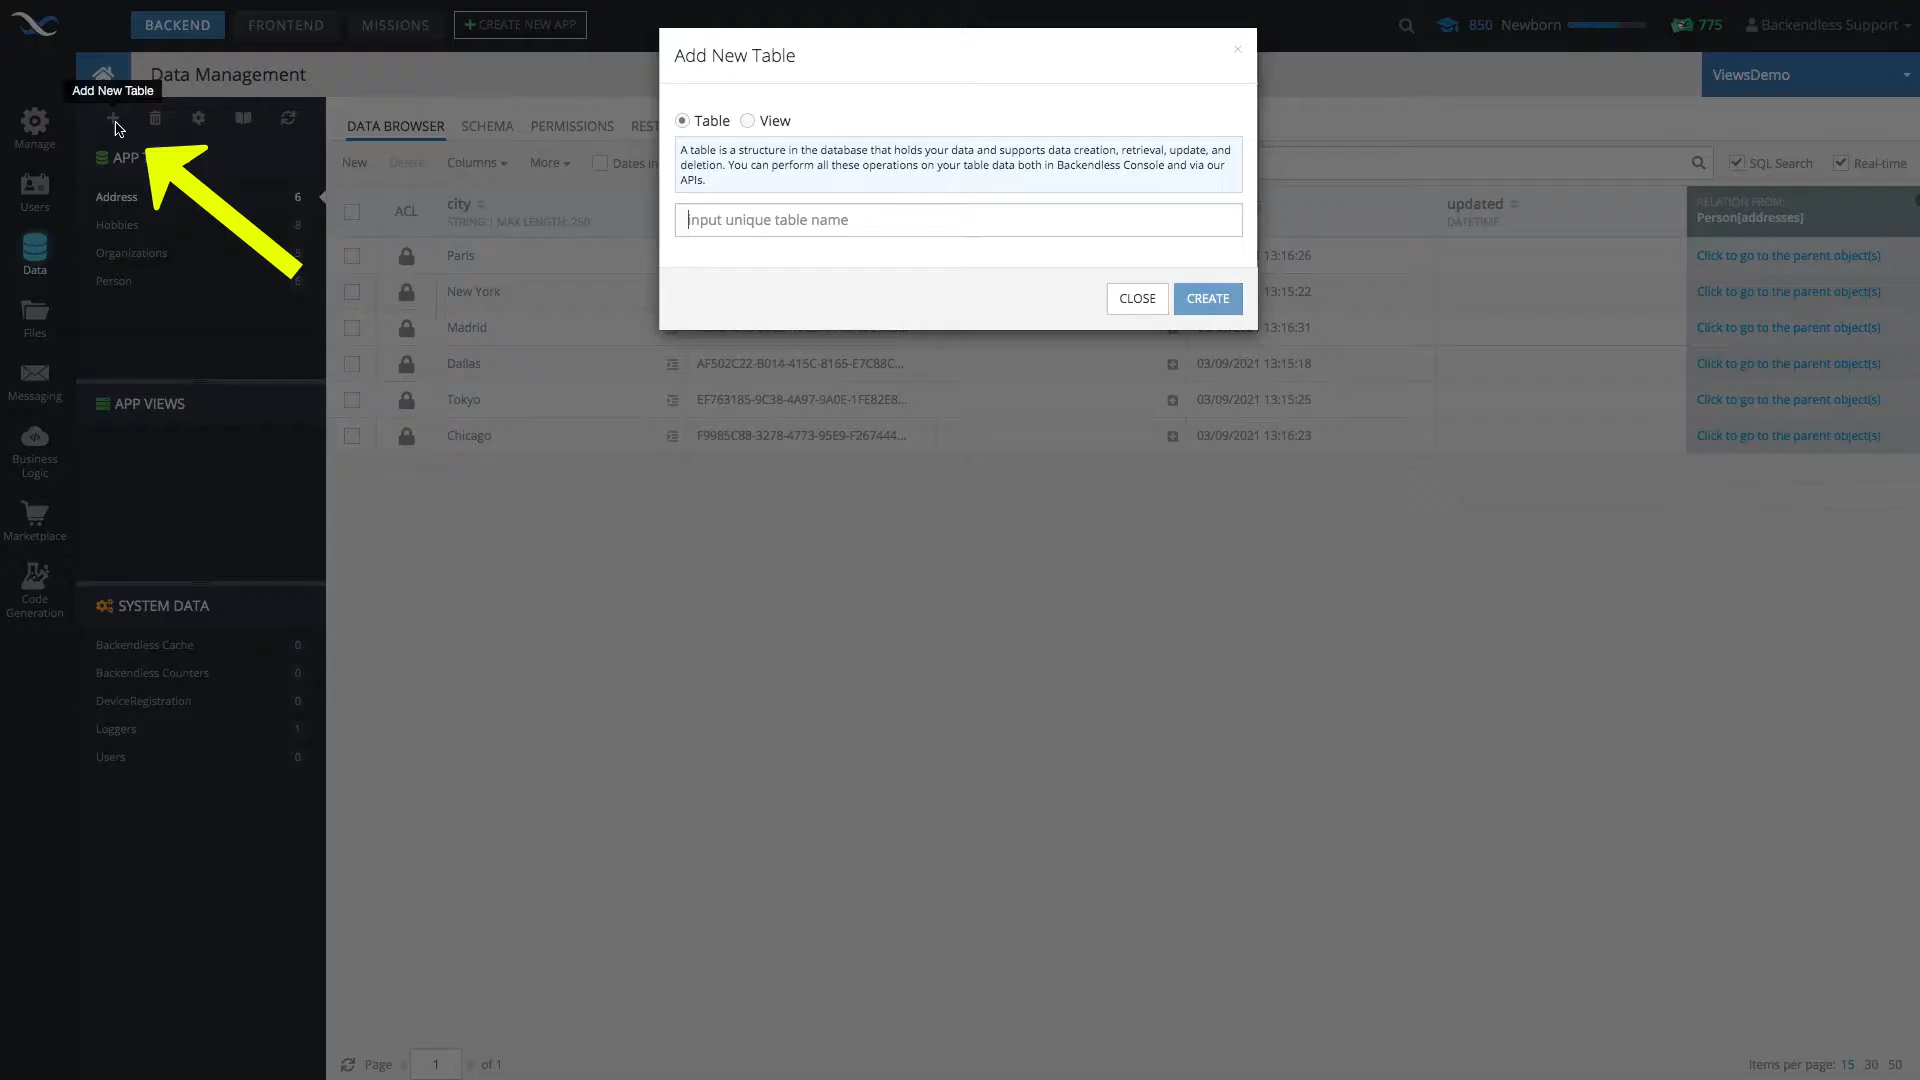 BACKEND
FRONTEND
MISSIONS
+ CREATE NEW APP
850 Newborn
775
Backendless Support
Data Management
ViewsDemo
Add New Table
Manage
Users
Data
Files
Messaging
Business
Logic
Marketplace
Code
Generation
APP
Address 6
Hobbies 8
Organizations 5
Person 6
APP VIEWS
SYSTEM DATA
Backendless Cache 0
Backendless Counters 0
DeviceRegistration 0
Loggers 1
Users 0
DATA BROWSER SCHEMA PERMISSIONS REST
New Delete Columns More Dates in
SQL Search Real-time
ACL
city
STRING | MAX LENGTH: 250
updated
DATETIME
RELATION FROM:
Person[addresses]
Paris 13:16:26 Click to go to the parent object(s)
New York 13:15:22 Click to go to the parent object(s)
Madrid 13:16:31 Click to go to the parent object(s)
Dallas AF502C22-B014-415C-8165-E7C88C... 03/09/2021 13:15:18 Click to go to the parent object(s)
Tokyo EF763185-9C38-4A97-9A0E-1FE82E8... 03/09/2021 13:15:25 Click to go to the parent object(s)
Chicago F9985C88-3278-4773-95E9-F267444... 03/09/2021 13:16:23 Click to go to the parent object(s)
Add New Table
×
Table View
A table is a structure in the database that holds your data and supports data creation, retrieval, update, and
deletion. You can perform all these operations on your table data both in Backendless Console and via our
APIs.
Input unique table name
CLOSE CREATE
Page 1 of 1
Items per page: 15 30 50